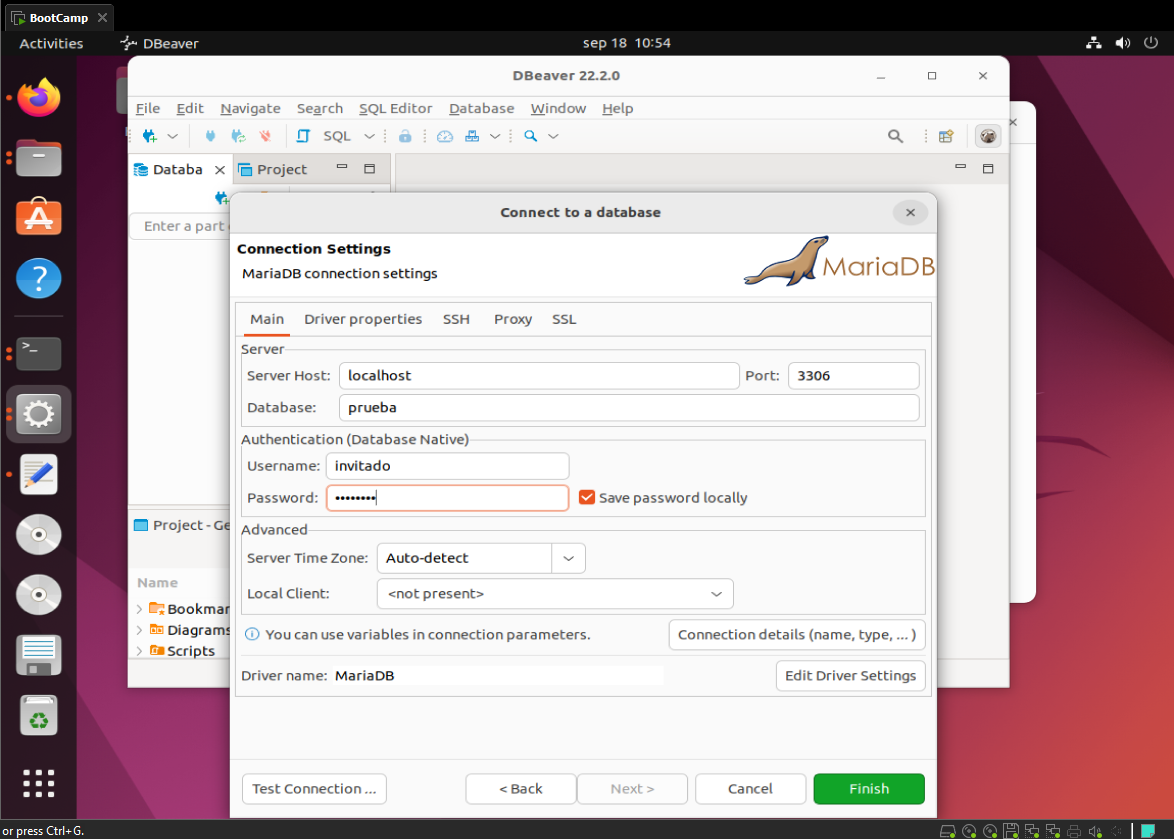 BootCamp
Activities
DBeaver
sep 18 10:54
DBeaver 22.2.0
File Edit Navigate Search SQL Editor Database Window Help
SQL
Databa
Project
Enter a part
Connect to a database
Connection Settings
MariaDB connection settings
MariaDB
Main Driver properties SSH Proxy SSL
Server
Server Host: localhost Port: 3306
Database: prueba
Authentication (Database Native)
Username: invitado
Password: •••••••• Save password locally
Advanced
Server Time Zone: Auto-detect
Local Client: <not present>
You can use variables in connection parameters. Connection details (name, type, ... )
Driver name: MariaDB Edit Driver Settings
Project - Ge
Name
Bookmar
Diagrams
Scripts
Test Connection ... < Back Next > Cancel Finish
or press Ctrl+G.